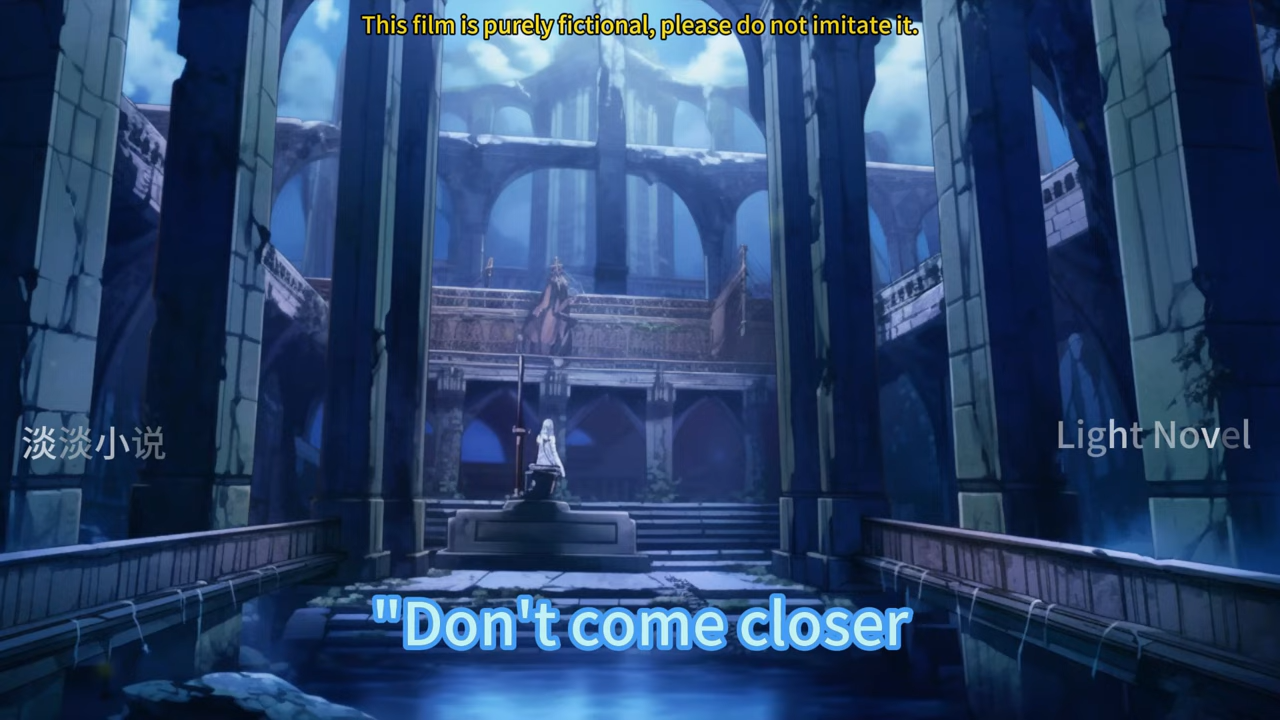 This film is purely fictional, please do not imitate it.
淡淡小说
Light Novel
"Don't come closer